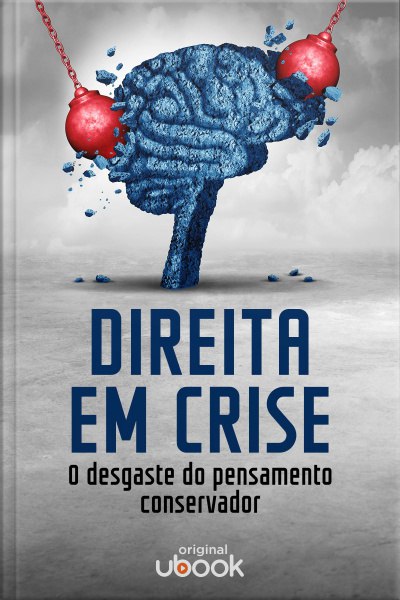 DIREITA
EM CRISE
O desgaste do pensamento
conservador
original
ubook